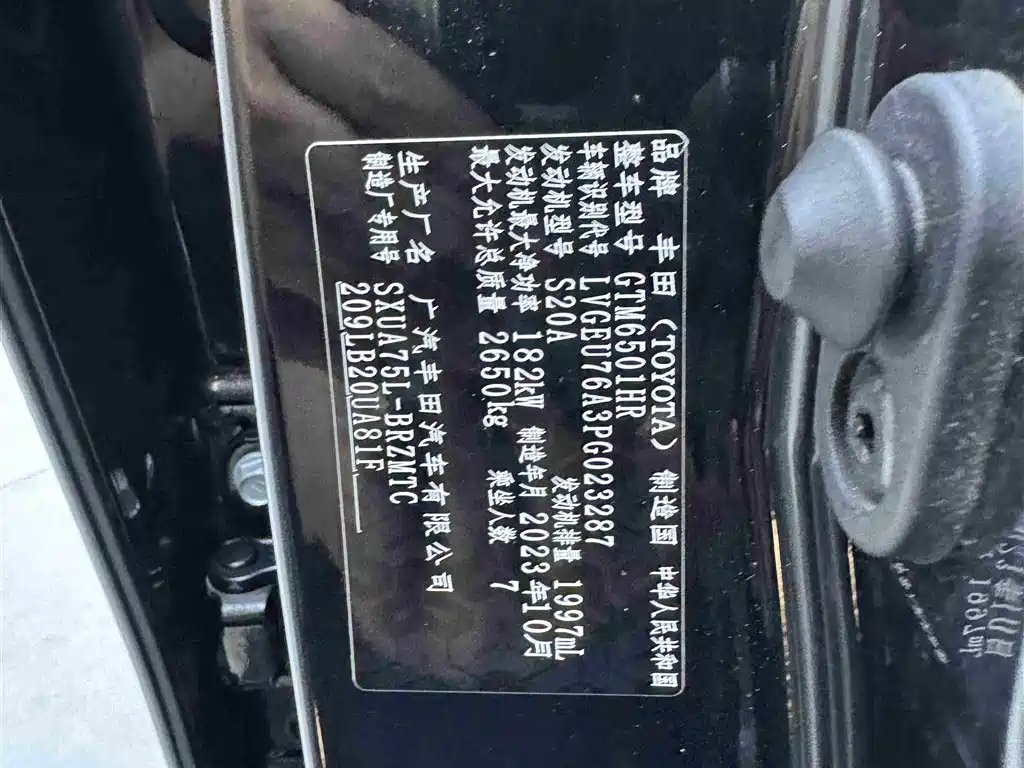 品牌 丰田（TOYOTA） 制造国 中华人民共和国
整车型号 GTM6501HR
车辆识别代号 LVGEU76A3PG023287
发动机型号 S20A 发动机排量 1997mL
发动机最大净功率 182kW 制造年月 2023年10月
最大允许总质量 2650kg 乘坐人数 7
生产厂名 广汽丰田汽车有限公司
制造厂专用号 SXUA75L-BRZMTC
209LB20UA81F